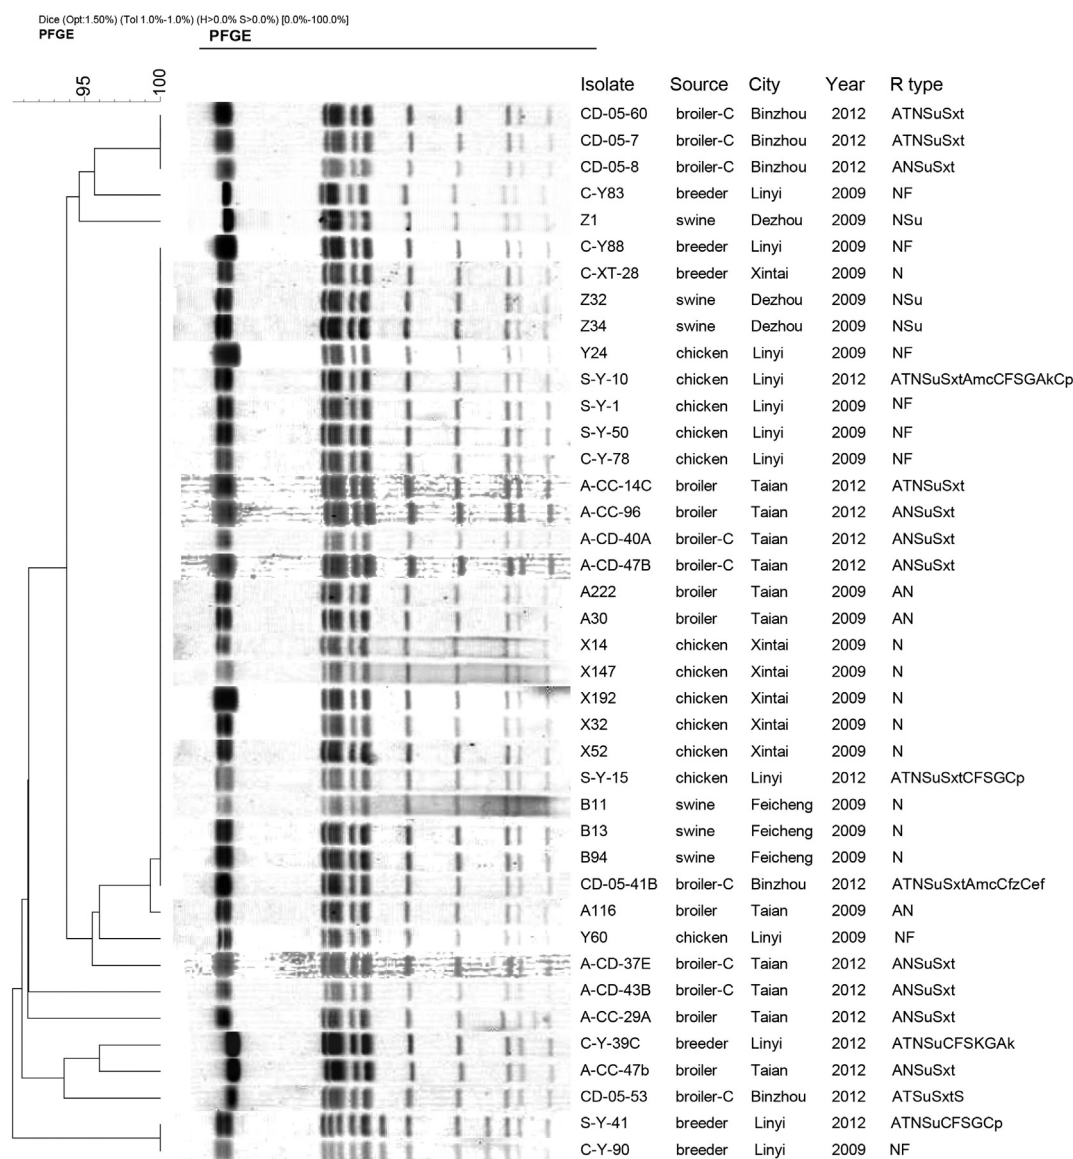 Dice (Opt:1.50%) (Tol 1.0%-1.0%) (H>0.0% S>0.0%) [0.0%-100.0%]
PFGE PFGE
95 100
Isolate Source City Year R type
CD-05-60 broiler-C Binzhou 2012 ATNSuSxt
CD-05-7 broiler-C Binzhou 2012 ATNSuSxt
CD-05-8 broiler-C Binzhou 2012 ANSuSxt
C-Y83 breeder Linyi 2009 NF
Z1 swine Dezhou 2009 NSu
C-Y88 breeder Linyi 2009 NF
C-XT-28 breeder Xintai 2009 N
Z32 swine Dezhou 2009 NSu
Z34 swine Dezhou 2009 NSu
Y24 chicken Linyi 2009 NF
S-Y-10 chicken Linyi 2012 ATNSuSxtAmcCFSGAkCp
S-Y-1 chicken Linyi 2009 NF
S-Y-50 chicken Linyi 2009 NF
C-Y-78 chicken Linyi 2009 NF
A-CC-14C broiler Taian 2012 ATNSuSxt
A-CC-96 broiler Taian 2012 ANSuSxt
A-CD-40A broiler-C Taian 2012 ANSuSxt
A-CD-47B broiler-C Taian 2012 ANSuSxt
A222 broiler Taian 2009 AN
A30 broiler Taian 2009 AN
X14 chicken Xintai 2009 N
X147 chicken Xintai 2009 N
X192 chicken Xintai 2009 N
X32 chicken Xintai 2009 N
X52 chicken Xintai 2009 N
S-Y-15 chicken Linyi 2012 ATNSuSxtCFSGCp
B11 swine Feicheng 2009 N
B13 swine Feicheng 2009 N
B94 swine Feicheng 2009 N
CD-05-41B broiler-C Binzhou 2012 ATNSuSxtAmcCfzCef
A116 broiler Taian 2009 AN
Y60 chicken Linyi 2009 NF
A-CD-37E broiler-C Taian 2012 ANSuSxt
A-CD-43B broiler-C Taian 2012 ANSuSxt
A-CC-29A broiler Taian 2012 ANSuSxt
C-Y-39C breeder Linyi 2012 ATNSuCFSKGAk
A-CC-47b broiler Taian 2012 ANSuSxt
CD-05-53 broiler-C Binzhou 2012 ATSuSxtS
S-Y-41 breeder Linyi 2012 ATNSuCFSGCp
C-Y-90 breeder Linyi 2009 NF